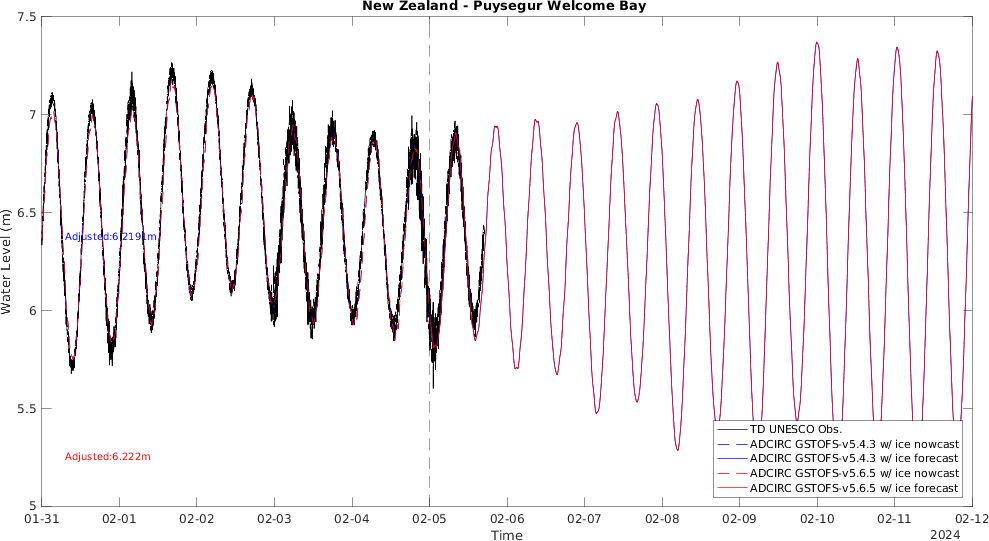 New Zealand - Puysegur Welcome Bay
7.5
7
6.5
6
5.5
5
Water Level (m)
Adjusted:6.2191m
Adjusted:6.222m
TD UNESCO Obs.
ADCIRC GSTOFS-v5.4.3 w/ ice nowcast
ADCIRC GSTOFS-v5.4.3 w/ ice forecast
ADCIRC GSTOFS-v5.6.5 w/ ice nowcast
ADCIRC GSTOFS-v5.6.5 w/ ice forecast
01-31 02-01 02-02 02-03 02-04 02-05 02-06 02-07 02-08 02-09 02-10 02-11 02-12
Time
2024